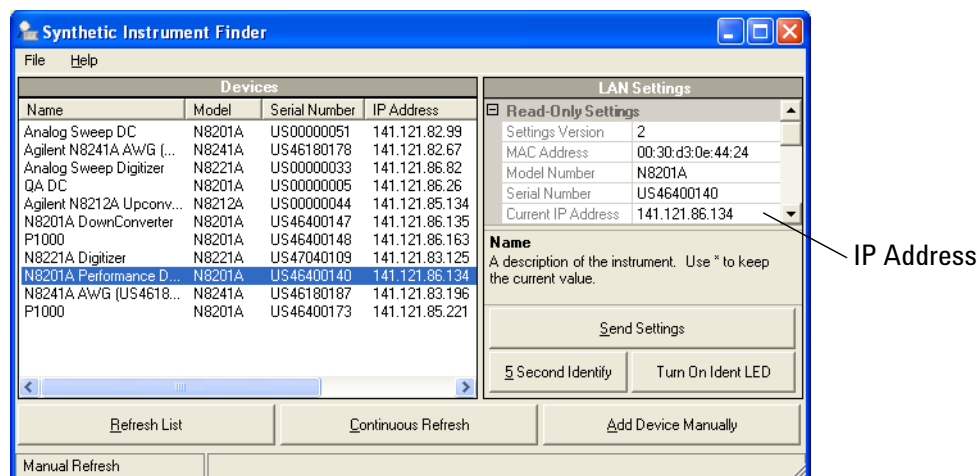 Synthetic Instrument Finder
File Help
Devices
Name Model Serial Number IP Address
Analog Sweep DC N8201A US00000051 141.121.82.99
Agilent N8241A AWG (... N8241A US46180178 141.121.82.67
Analog Sweep Digitizer N8221A US00000033 141.121.86.82
QA DC N8201A US00000005 141.121.86.26
Agilent N8212A Upconv... N8212A US00000044 141.121.85.134
N8201A DownConverter N8201A US46400147 141.121.86.135
P1000 N8201A US46400148 141.121.86.163
N8221A Digitizer N8221A US47040109 141.121.83.125
N8201A Performance D... N8201A US46400140 141.121.86.134
N8241A AWG (US4618... N8241A US46180187 141.121.83.196
P1000 N8201A US46400173 141.121.85.221
LAN Settings
Read-Only Settings
Settings Version 2
MAC Address 00:30:d3:0e:44:24
Model Number N8201A
Serial Number US46400140
Current IP Address 141.121.86.134
IP Address
Name
A description of the instrument. Use * to keep
the current value.
Send Settings
5 Second Identify Turn On Ident LED
Refresh List Continuous Refresh Add Device Manually
Manual Refresh